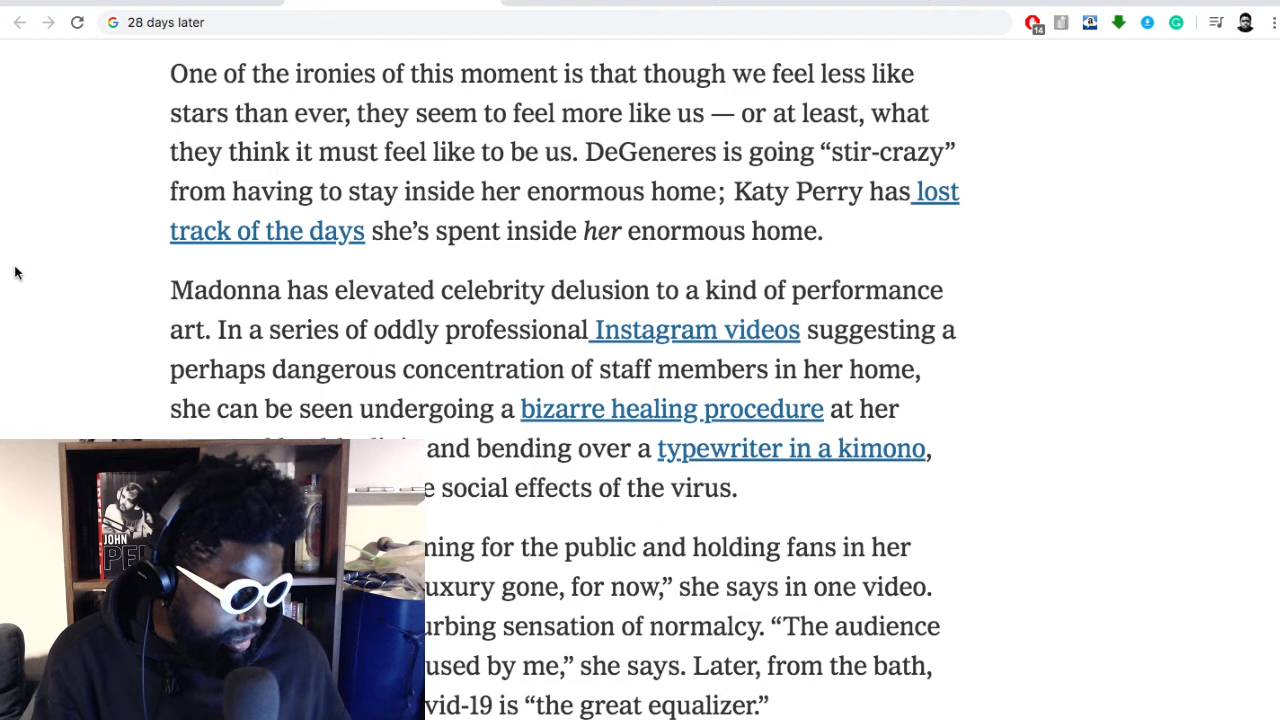 28 days later
14
One of the ironies of this moment is that though we feel less like
stars than ever, they seem to feel more like us — or at least, what
they think it must feel like to be us. DeGeneres is going “stir-crazy”
from having to stay inside her enormous home; Katy Perry has lost
track of the days she’s spent inside her enormous home.
Madonna has elevated celebrity delusion to a kind of performance
art. In a series of oddly professional Instagram videos suggesting a
perhaps dangerous concentration of staff members in her home,
she can be seen undergoing a bizarre healing procedure at her
and bending over a typewriter in a kimono,
social effects of the virus.
for the public and holding fans in her
gone, for now,” she says in one video.
sensation of normalcy. “The audience
by me,” she says. Later, from the bath,
is “the great equalizer.”
JOHN